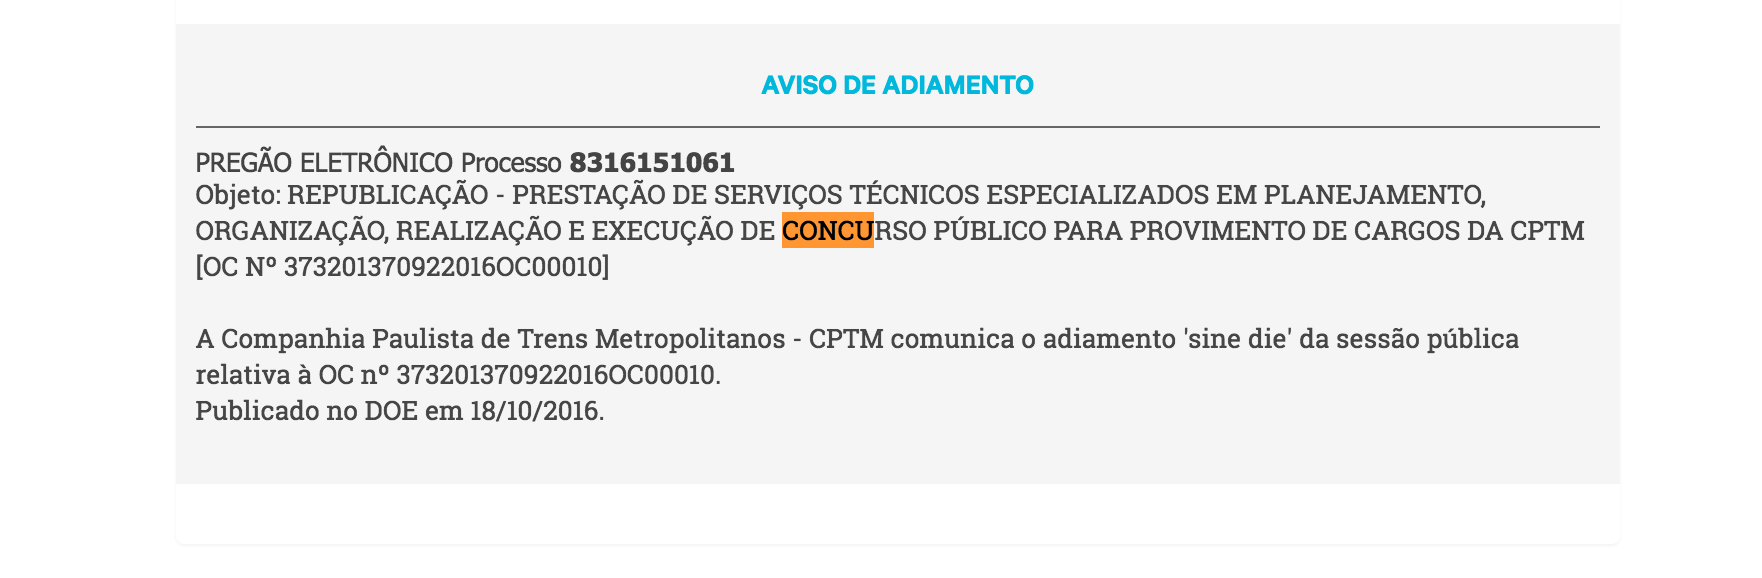 AVISO DE ADIAMENTO
PREGÃO ELETRÔNICO Processo 8316151061
Objeto: REPUBLICAÇÃO - PRESTAÇÃO DE SERVIÇOS TÉCNICOS ESPECIALIZADOS EM PLANEJAMENTO,
ORGANIZAÇÃO, REALIZAÇÃO E EXECUÇÃO DE CONCURSO PÚBLICO PARA PROVIMENTO DE CARGOS DA CPTM
[OC Nº 373201370922016OC00010]
A Companhia Paulista de Trens Metropolitanos - CPTM comunica o adiamento 'sine die' da sessão pública
relativa à OC nº 373201370922016OC00010.
Publicado no DOE em 18/10/2016.